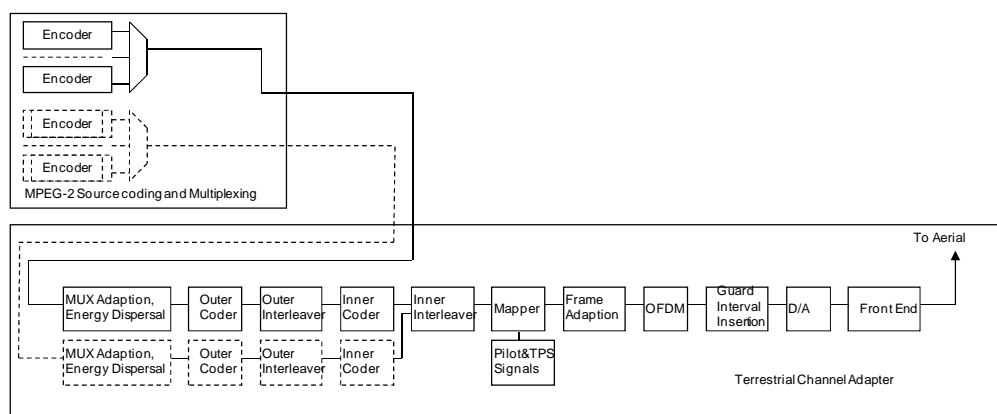 Encoder
Encoder
Encoder
Encoder
MPEG-2 Source coding and Multiplexing
To Aerial
MUX Adaption,
Energy Dispersal
Outer
Coder
Outer
Interleaver
Inner
Coder
Inner
Interleaver
Mapper
Frame
Adaption
OFDM
Guard
Interval
Insertion
D/A
Front End
MUX Adaption,
Energy Dispersal
Outer
Coder
Outer
Interleaver
Inner
Coder
Pilot&TPS
Signals
Terrestrial Channel Adapter